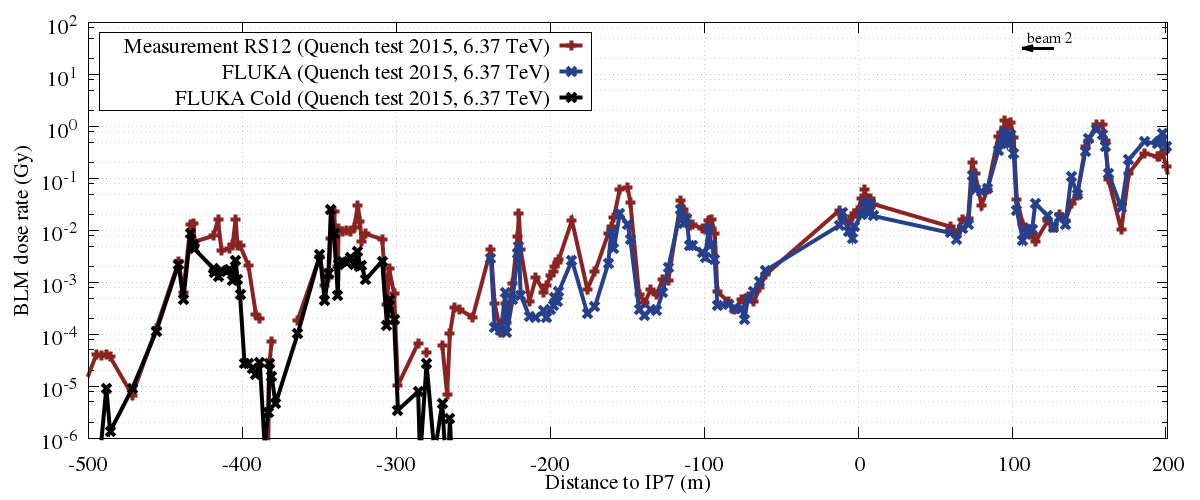 Measurement RS12 (Quench test 2015, 6.37 TeV)
FLUKA (Quench test 2015, 6.37 TeV)
FLUKA Cold (Quench test 2015, 6.37 TeV)
beam 2
BLM dose rate (Gy)
10^2
10^1
10^0
10^-1
10^-2
10^-3
10^-4
10^-5
10^-6
-500 -400 -300 -200 -100 0 100 200
Distance to IP7 (m)